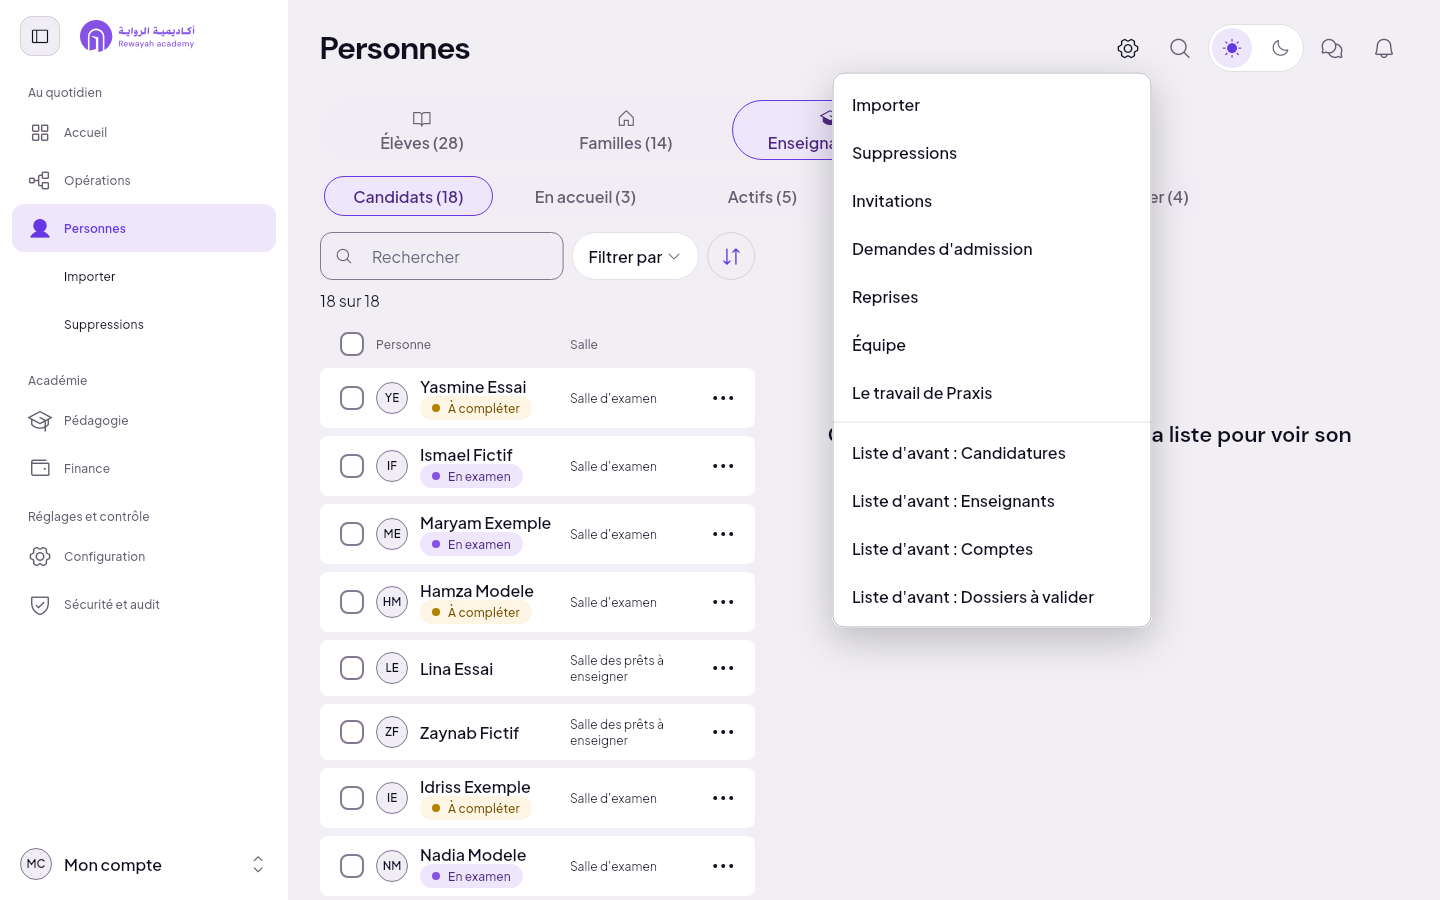 أكاديمية الرواية
Rewayah academy
Au quotidien
Accueil
Opérations
Personnes
Importer
Suppressions
Académie
Pédagogie
Finance
Réglages et contrôle
Configuration
Sécurité et audit
MC
Mon compte
Personnes
Élèves (28)
Familles (14)
Candidats (18)
En accueil (3)
Actifs (5)
Rechercher
Filtrer par
18 sur 18
Personne
Salle
YE
Yasmine Essai
À compléter
Salle d'examen
IF
Ismael Fictif
En examen
Salle d'examen
ME
Maryam Exemple
En examen
Salle d'examen
HM
Hamza Modele
À compléter
Salle d'examen
LE
Lina Essai
Salle des prêts à
enseigner
ZF
Zaynab Fictif
Salle des prêts à
enseigner
IE
Idriss Exemple
À compléter
Salle d'examen
NM
Nadia Modele
En examen
Salle d'examen
Importer
Suppressions
Invitations
Demandes d'admission
Reprises
Équipe
Le travail de Praxis
Liste d'avant : Candidatures
Liste d'avant : Enseignants
Liste d'avant : Comptes
Liste d'avant : Dossiers à valider
er (4)
a liste pour voir son